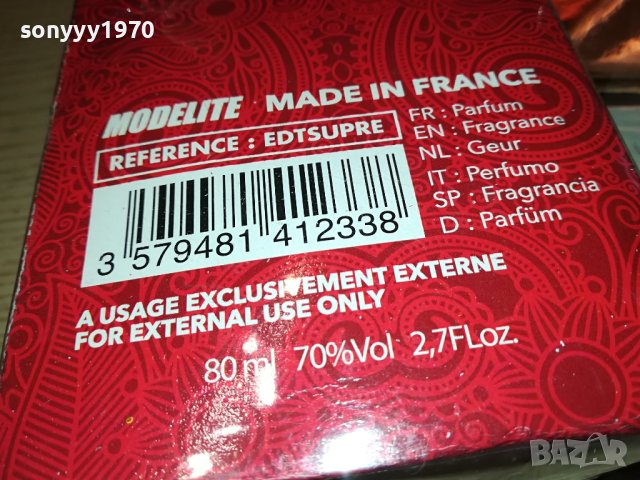 sonyyy1970
MODELITE MADE IN FRANCE
REFERENCE : EDTSUPRE
FR : Parfum
EN : Fragrance
NL : Geur
IT : Perfumo
SP : Fragrancia
D : Parfüm
3 579481 412338
A USAGE EXCLUSIVEMENT EXTERNE
FOR EXTERNAL USE ONLY
80 ml 70%Vol 2,7FLoz.
BAZAR